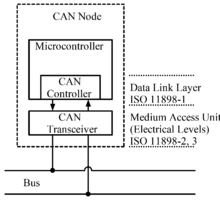 CAN Node
Microcontroller
CAN
Controller
Data Link Layer
ISO 11898-1
CAN
Transceiver
Medium Access Unit
(Electrical Levels)
ISO 11898-2, 3
Bus